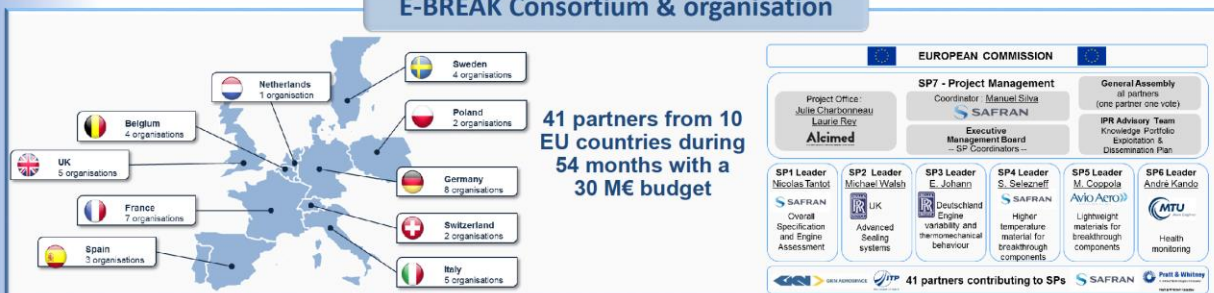 E-BREAK Consortium & organisation
Sweden
4 organisations
Netherlands
1 organisation
Poland
2 organisations
Belgium
4 organisations
UK
5 organisations
Germany
8 organisations
France
7 organisations
Switzerland
2 organisations
Spain
3 organisations
Italy
5 organisations
41 partners from 10
EU countries during
54 months with a
30 M€ budget
EUROPEAN COMMISSION
SP7 - Project Management
Project Office:
Julie Charbonneau
Laurie Rey
Alcimed
Coordinator: Manuel Silva
SAFRAN
Executive
Management Board
-- SP Coordinators --
General Assembly
all partners
(one partner one vote)
IPR Advisory Team
Knowledge Portfolio
Exploitation &
Dissemination Plan
SP1 Leader
Nicolas Tantot
SAFRAN
Overall
Specification
and Engine
Assessment
SP2 Leader
Michael Walsh
UK
Advanced
Sealing
systems
SP3 Leader
E. Johann
Deutschland
Engine
variability and
thermomechanical
behaviour
SP4 Leader
S. Selezneff
SAFRAN
Higher
temperature
material for
breakthrough
components
SP5 Leader
M. Coppola
Avio Aero
Lightweight
materials for
breakthrough
components
SP6 Leader
André Kando
MTU
Health
monitoring
GKN GKN AEROSPACE ITP 41 partners contributing to SPs SAFRAN Pratt & Whitney